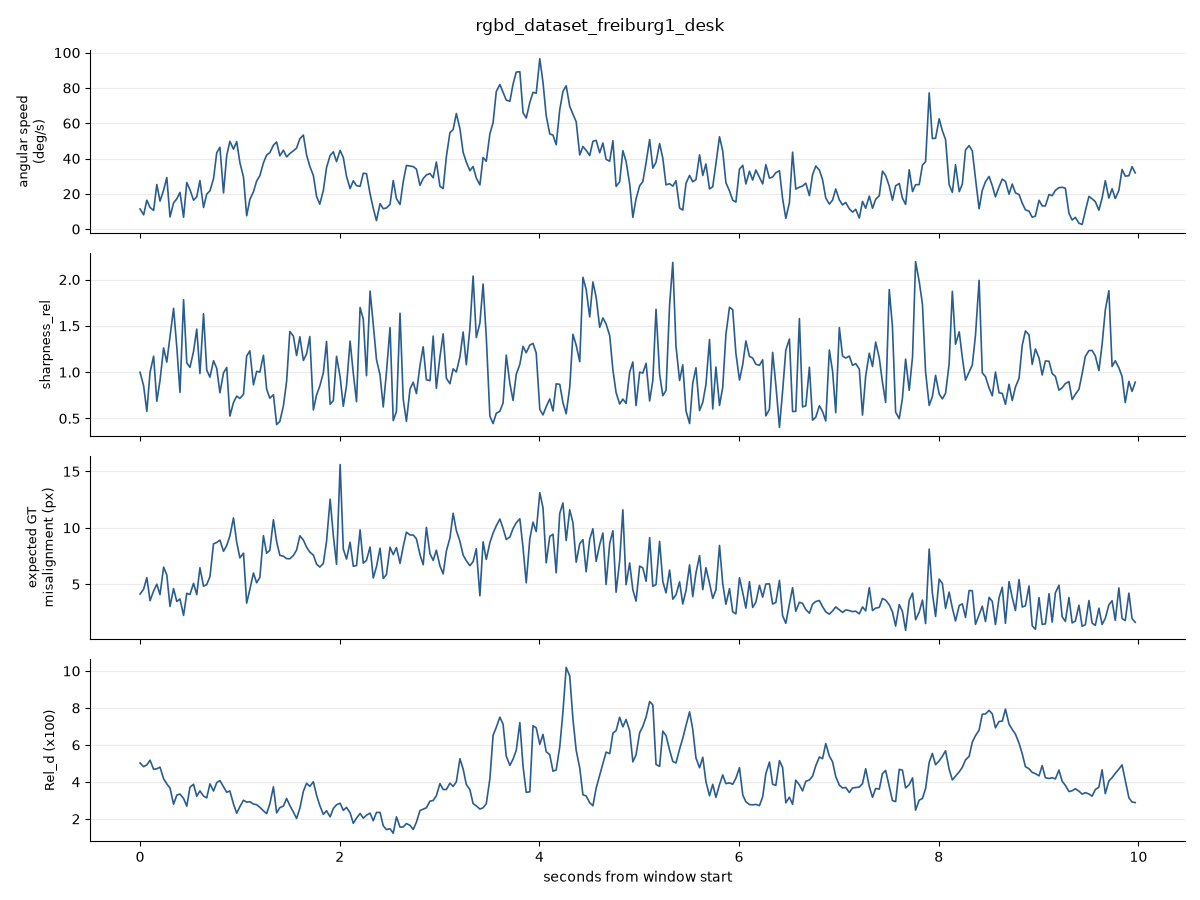 rgbd_dataset_freiburg1_desk
angular speed
(deg/s)
100
80
60
40
20
0
sharpness_rel
2.0
1.5
1.0
0.5
expected GT
misalignment (px)
15
10
5
Rel_d (x100)
10
8
6
4
2
0 2 4 6 8 10
seconds from window start